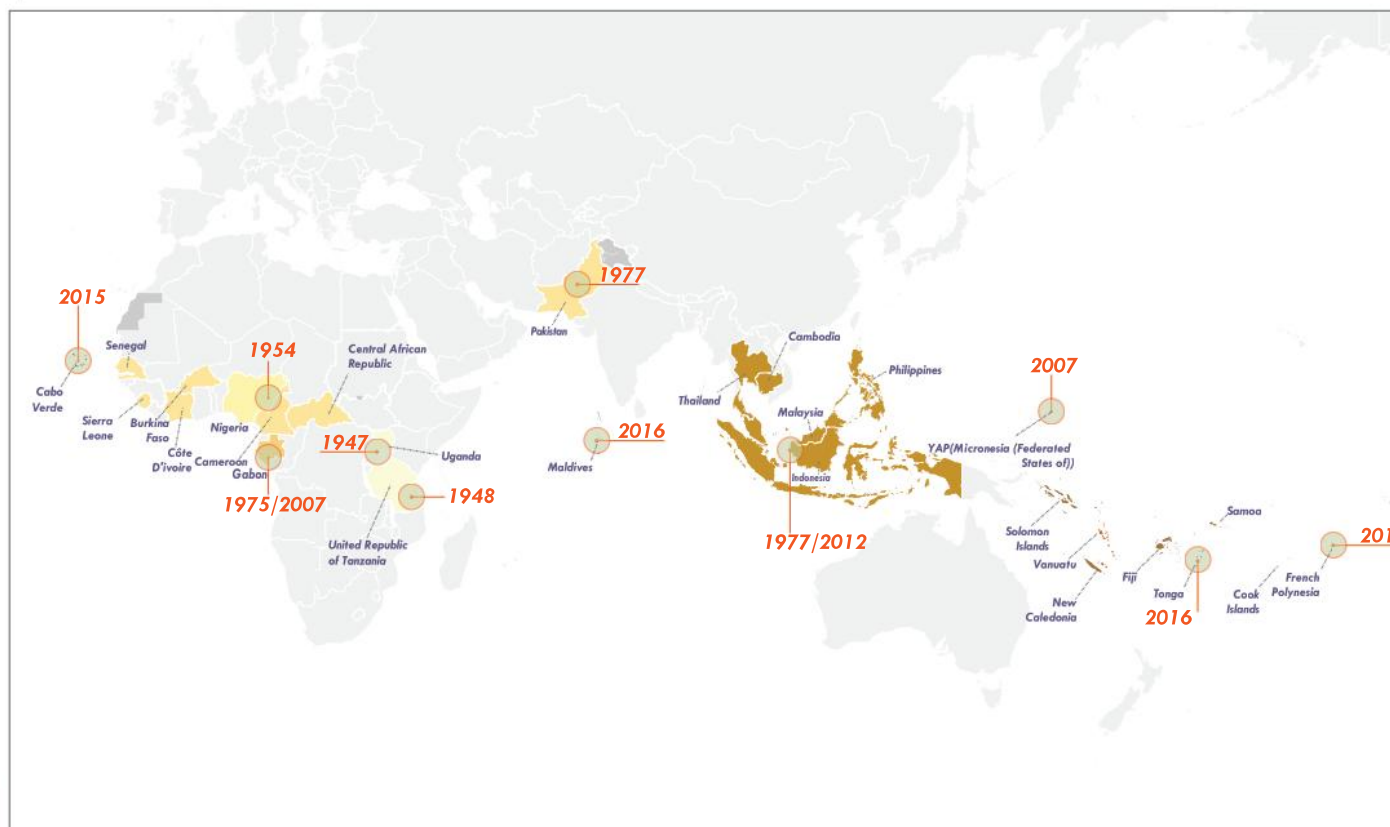 2015
Senegal
Cabo
Verde
Sierra
Leone
Burkina
Faso
Côte
D'ivoire
Nigeria
1954
Central African
Republic
Cameroon
Gabon
1975/2007
1947
Uganda
1948
United Republic
of Tanzania
1977
Pakistan
2016
Maldives
Cambodia
Thailand
Philippines
Malaysia
Indonesia
1977/2012
2007
YAP(Micronesia (Federated
States of))
Solomon
Islands
Vanuatu
New
Caledonia
Fiji
Samoa
Tonga
2016
Cook
Islands
French
Polynesia
201